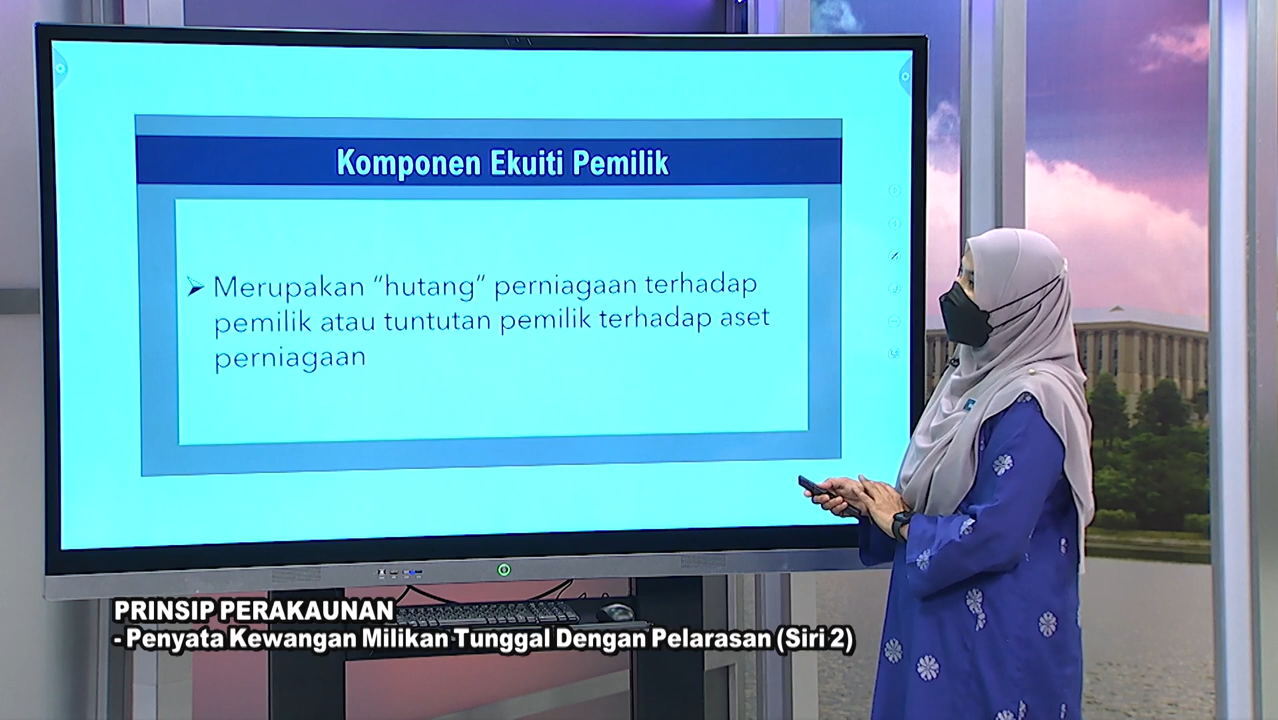 Komponen Ekuiti Pemilik
Merupakan “hutang” perniagaan terhadap
pemilik atau tuntutan pemilik terhadap aset
perniagaan
PRINSIP PERAKAUNAN
- Penyata Kewangan Milikan Tunggal Dengan Pelarasan (Siri 2)